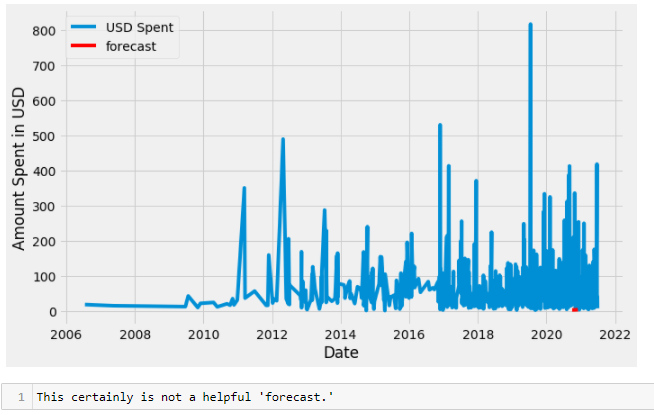 USD Spent
forecast
800
700
600
500
400
300
200
100
0
Amount Spent in USD
2006 2008 2010 2012 2014 2016 2018 2020 2022
Date
1 This certainly is not a helpful 'forecast.'